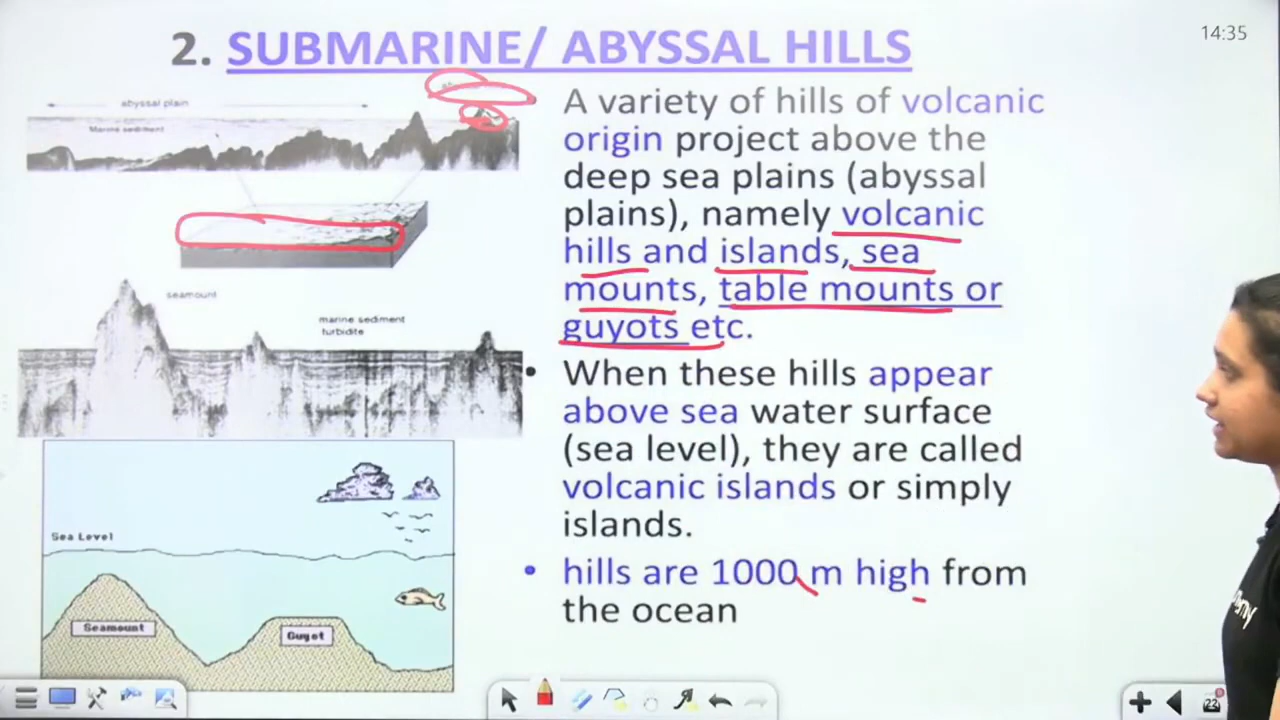 14:35
2. SUBMARINE/ ABYSSAL HILLS
abyssal plain
Marine sediment
seamount
marine sediment
turbidite
Sea Level
Seamount
Guyot
A variety of hills of volcanic
origin project above the
deep sea plains (abyssal
plains), namely volcanic
hills and islands, sea
mounts, table mounts or
guyots etc.
• When these hills appear
above sea water surface
(sea level), they are called
volcanic islands or simply
islands.
• hills are 1000 m high from
the ocean
22